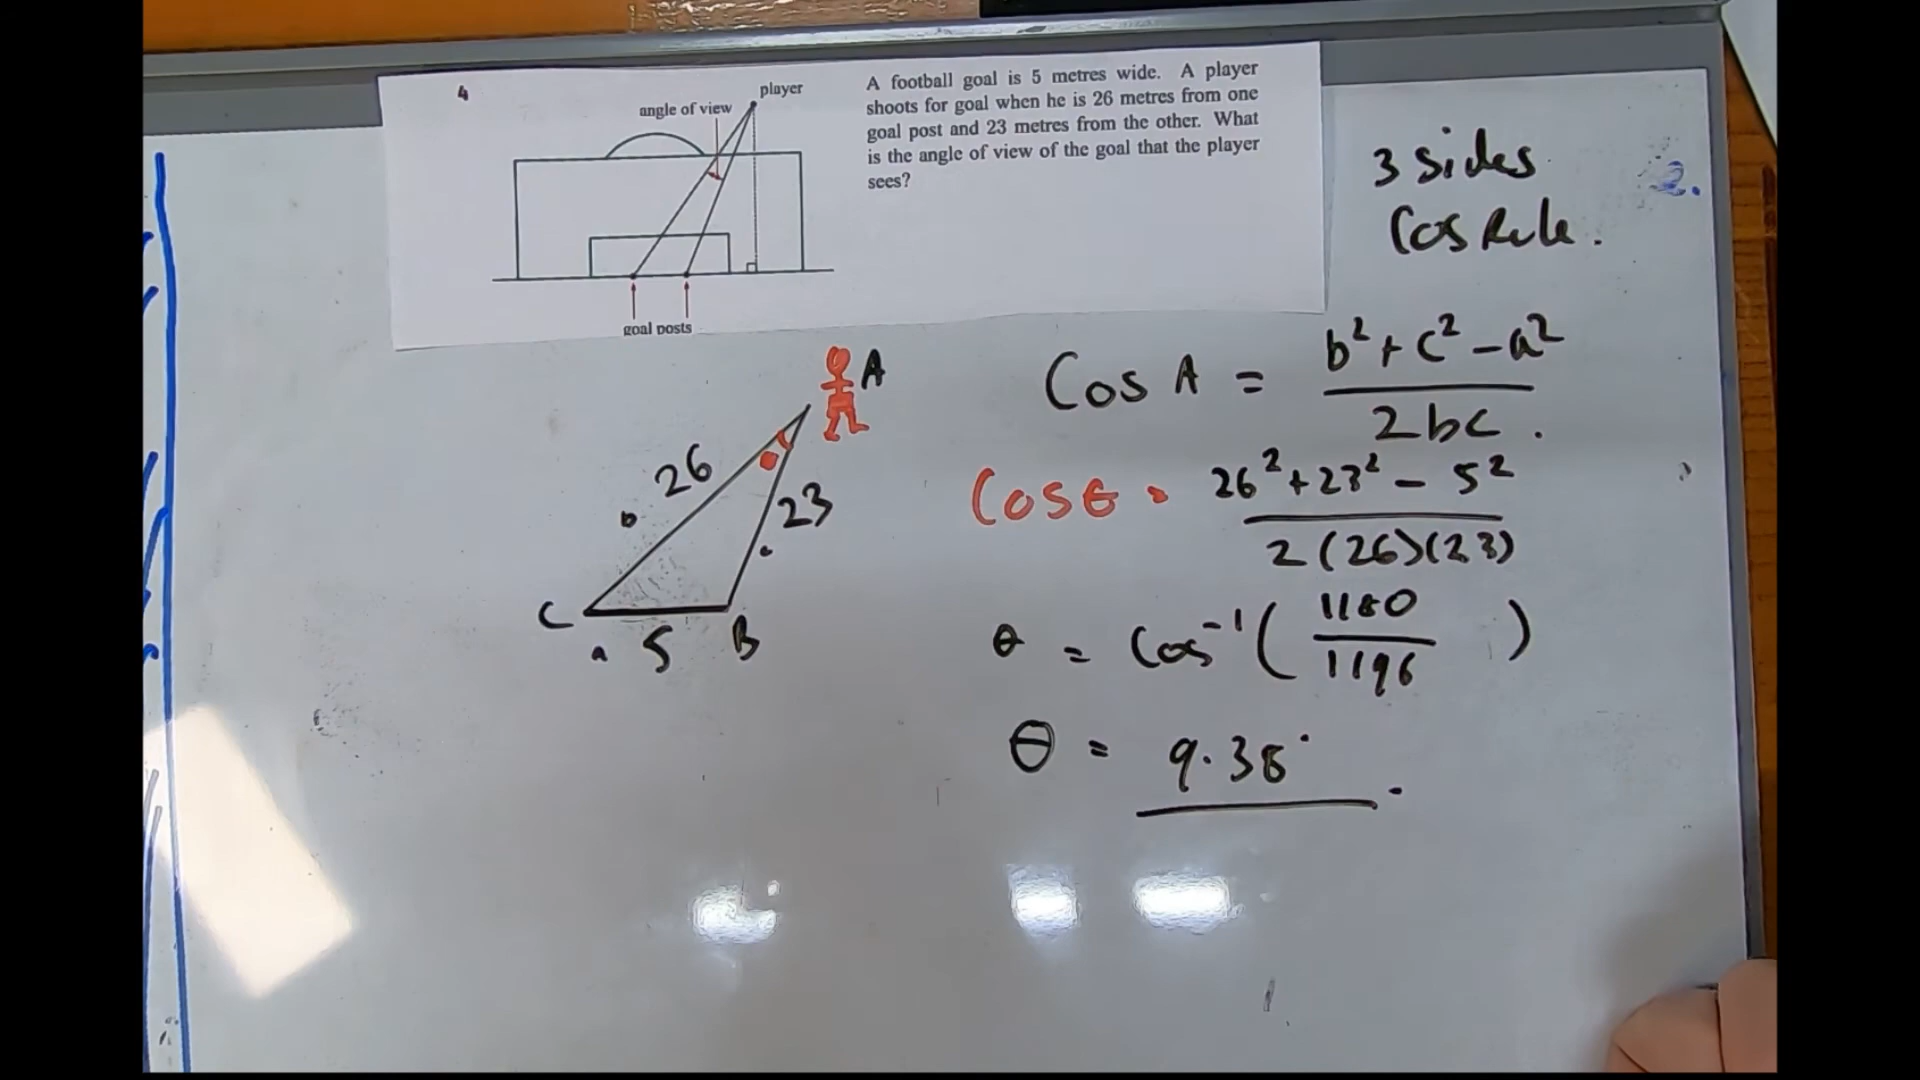 4
player
angle of view
goal posts
A football goal is 5 metres wide. A player
shoots for goal when he is 26 metres from one
goal post and 23 metres from the other. What
is the angle of view of the goal that the player
sees?
3 sides
Cos Rule.
2.
A
26
b
23
C
B
a 5
Cos A = b² + c² - a² / 2bc.
Cos θ = 26² + 23² - 5² / 2(26)(23)
θ = Cos⁻¹ ( 1180 / 1196 )
θ = 9.38°